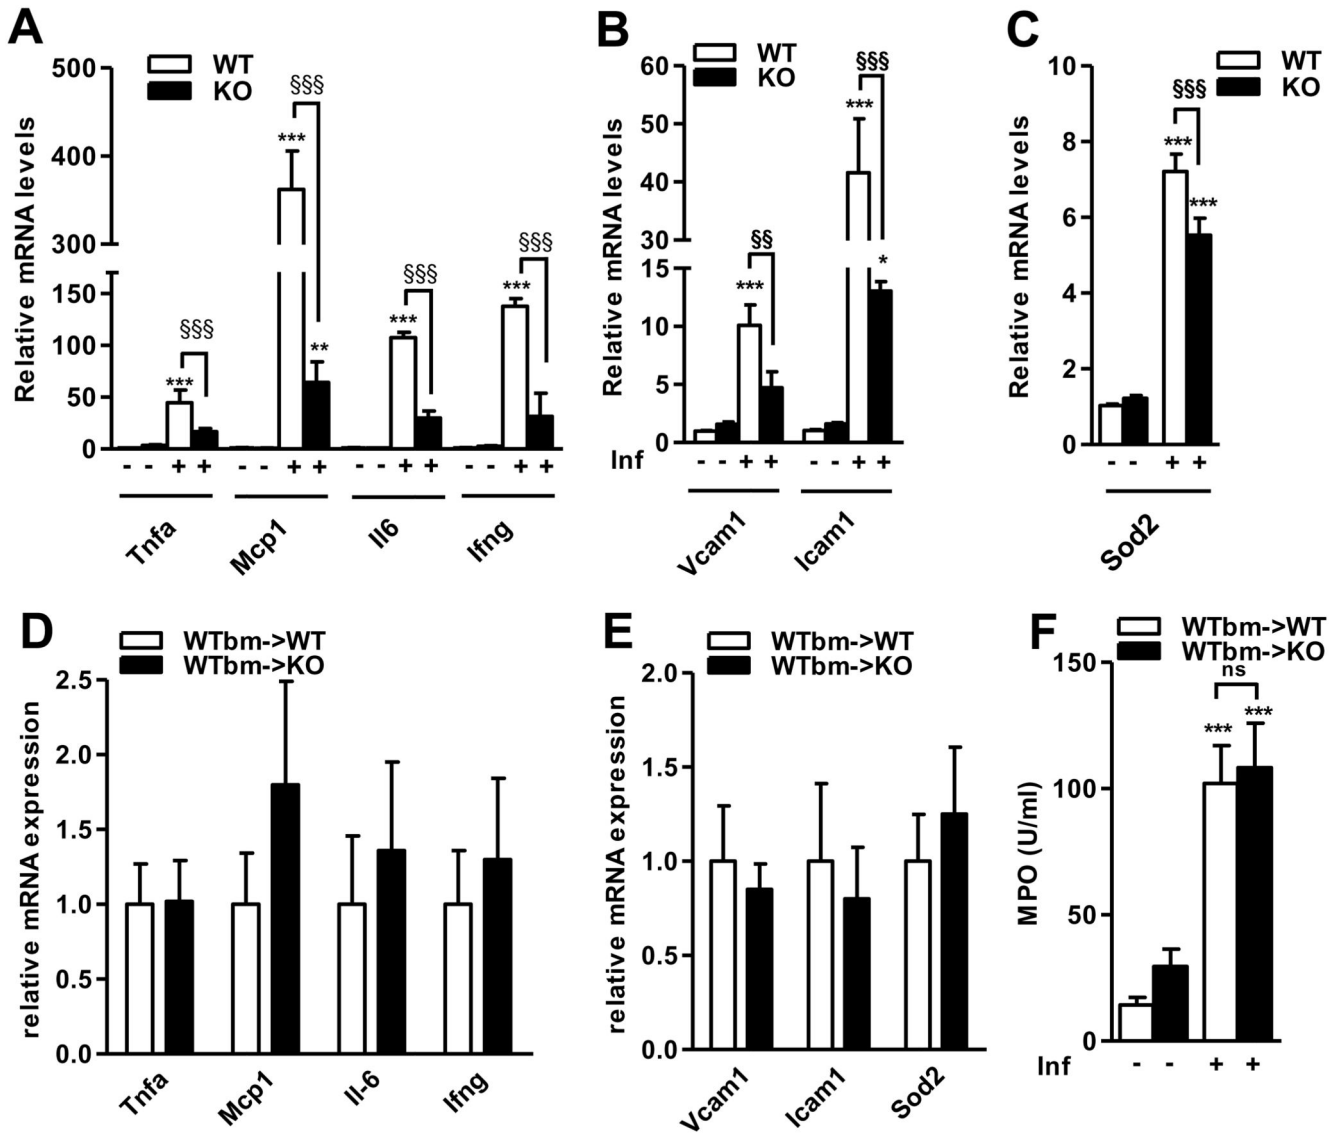 A
WT
KO
Relative mRNA levels
500
400
300
150
100
50
0
§§§
***
§§§
***
**
§§§
***
§§§
***
- - + +
- - + +
- - + +
- - + +
Tnfa
Mcp1
Il6
Ifng
B
WT
KO
Relative mRNA levels
60
50
40
30
15
10
5
0
§§
***
§§§
***
*
Inf
- - + +
- - + +
Vcam1
Icam1
C
WT
KO
Relative mRNA levels
10
8
6
4
2
0
§§§
***
***
- - + +
Sod2
D
WTbm->WT
WTbm->KO
relative mRNA expression
2.5
2.0
1.5
1.0
0.5
0.0
Tnfa
Mcp1
Il-6
Ifng
E
WTbm->WT
WTbm->KO
relative mRNA expression
2.0
1.5
1.0
0.5
0.0
Vcam1
Icam1
Sod2
F
WTbm->WT
WTbm->KO
MPO (U/ml)
150
100
50
0
ns
***
***
Inf
- - + +